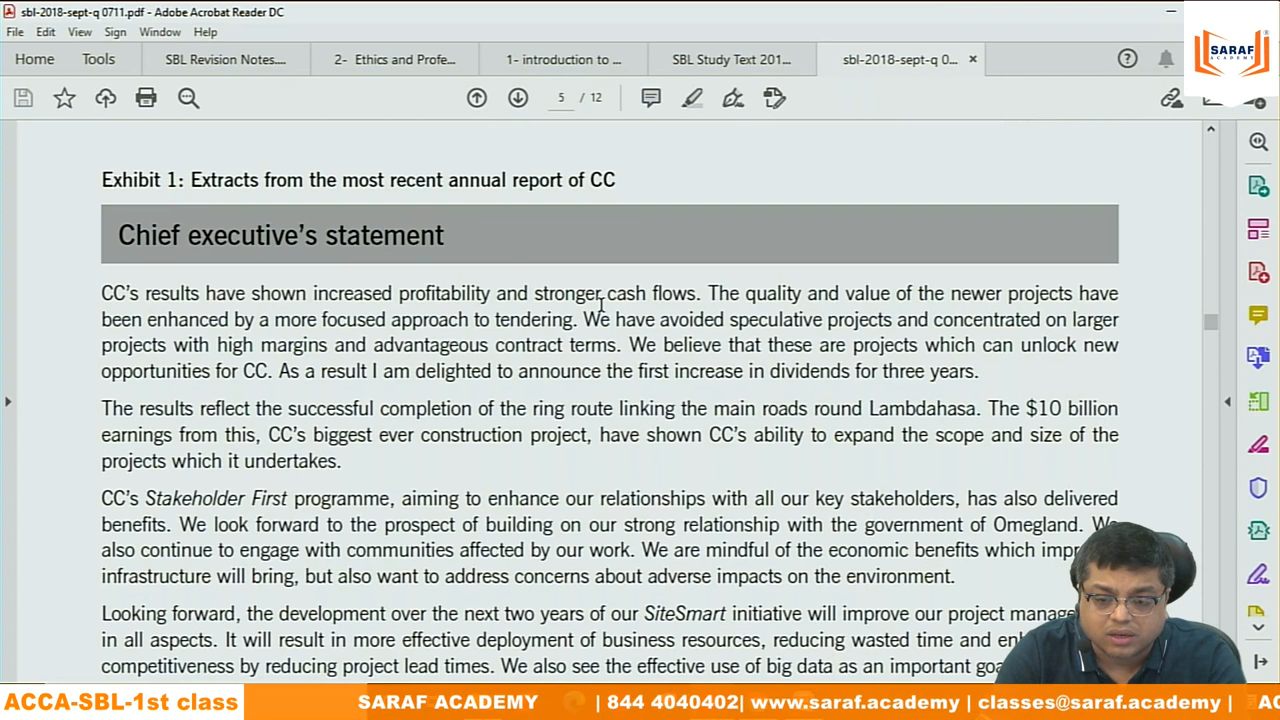 sbl-2018-sept-q 0711.pdf - Adobe Acrobat Reader DC
File Edit View Sign Window Help
Home Tools SBL Revision Notes.... 2- Ethics and Profe... 1- introduction to ... SBL Study Text 201... sbl-2018-sept-q 0... ×
5 / 12
SARAF
ACADEMY
Exhibit 1: Extracts from the most recent annual report of CC
Chief executive's statement
CC's results have shown increased profitability and stronger cash flows. The quality and value of the newer projects have
been enhanced by a more focused approach to tendering. We have avoided speculative projects and concentrated on larger
projects with high margins and advantageous contract terms. We believe that these are projects which can unlock new
opportunities for CC. As a result I am delighted to announce the first increase in dividends for three years.
The results reflect the successful completion of the ring route linking the main roads round Lambdahasa. The $10 billion
earnings from this, CC's biggest ever construction project, have shown CC's ability to expand the scope and size of the
projects which it undertakes.
CC's Stakeholder First programme, aiming to enhance our relationships with all our key stakeholders, has also delivered
benefits. We look forward to the prospect of building on our strong relationship with the government of Omegland. We
also continue to engage with communities affected by our work. We are mindful of the economic benefits which
infrastructure will bring, but also want to address concerns about adverse impacts on the environment.
Looking forward, the development over the next two years of our SiteSmart initiative will improve our project
in all aspects. It will result in more effective deployment of business resources, reducing wasted time and
competitiveness by reducing project lead times. We also see the effective use of big data as an important
ACCA-SBL-1st class SARAF ACADEMY | 844 4040402| www.saraf.academy | classes@saraf.academy |